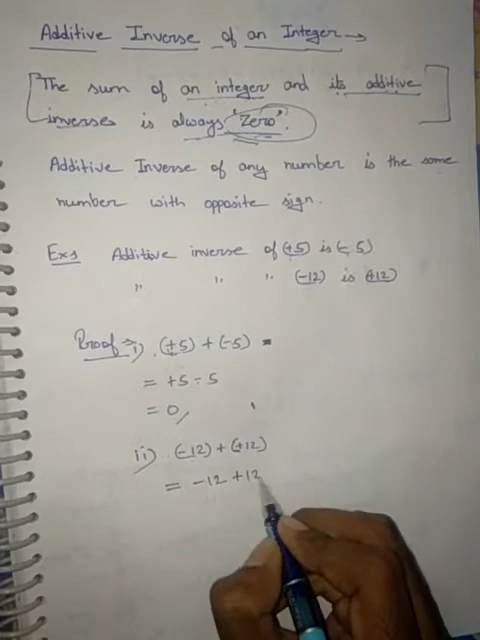 Additive Inverse of an Integer →
[The sum of an integer and its additive
inverses is always 'Zero'.]
Additive Inverse of any number is the same
number with opposite sign.
Exs Additive inverse of (+5) is (-5)
" " " (-12) is (+12)
Proof → i) (+5) + (-5) =
= +5 - 5
= 0,
ii) (-12) + (+12)
= -12 + 12